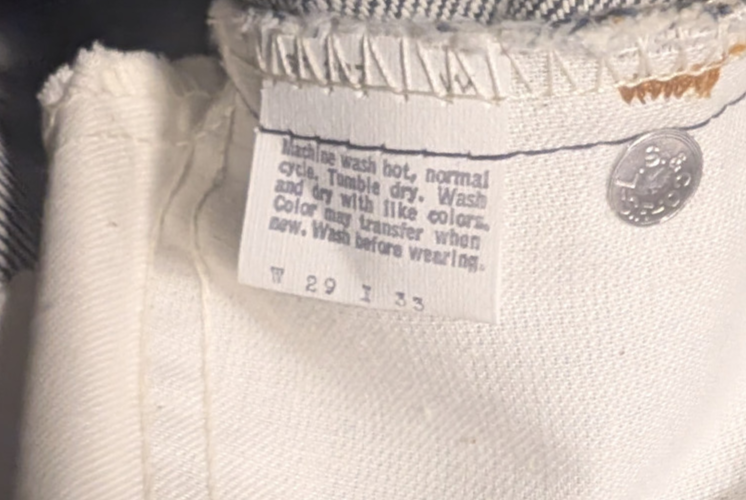 Machine wash hot, normal
cycle. Tumble dry. Wash
and dry with like colors.
Color may transfer when
new. Wash before wearing.
W 29 I 33